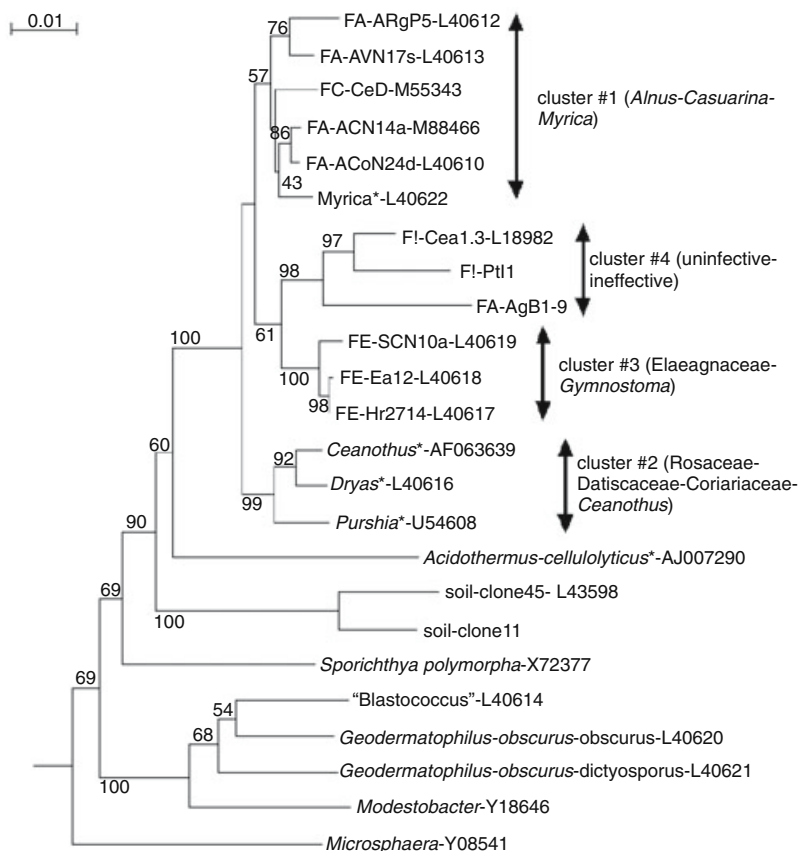 0.01
76
FA-ARgP5-L40612
FA-AVN17s-L40613
57
FC-CeD-M55343
cluster #1 (Alnus-Casuarina-
Myrica)
86
FA-ACN14a-M88466
FA-ACoN24d-L40610
43
Myrica*-L40622
97
F!-Cea1.3-L18982
98
F!-PtI1
cluster #4 (uninfective-
ineffective)
FA-AgB1-9
61
FE-SCN10a-L40619
100
100
FE-Ea12-L40618
cluster #3 (Elaeagnaceae-
Gymnostoma)
98
FE-Hr2714-L40617
60
Ceanothus*-AF063639
92
Dryas*-L40616
cluster #2 (Rosaceae-
Datiscaceae-Coriariaceae-
Ceanothus)
99
Purshia*-U54608
90
Acidothermus-cellulolyticus*-AJ007290
69
soil-clone45- L43598
100
soil-clone11
Sporichthya polymorpha-X72377
69
"Blastococcus"-L40614
54
68
Geodermatophilus-obscurus-obscurus-L40620
Geodermatophilus-obscurus-dictyosporus-L40621
100
Modestobacter-Y18646
Microsphaera-Y08541